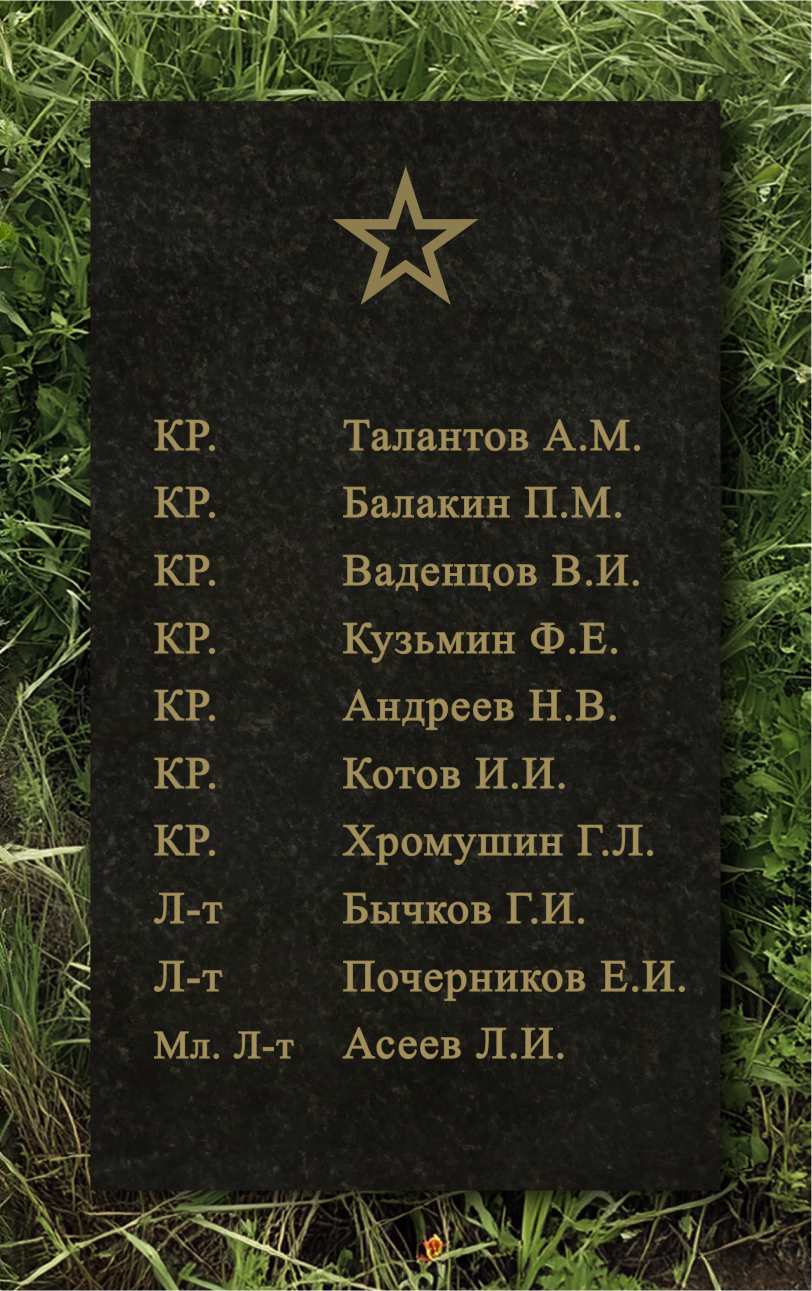 КР. Талантов А.М.
КР. Балакин П.М.
КР. Ваденцов В.И.
КР. Кузьмин Ф.Е.
КР. Андреев Н.В.
КР. Котов И.И.
КР. Хромушин Г.Л.
Л-т Бычков Г.И.
Л-т Почерников Е.И.
Мл. Л-т Асеев Л.И.